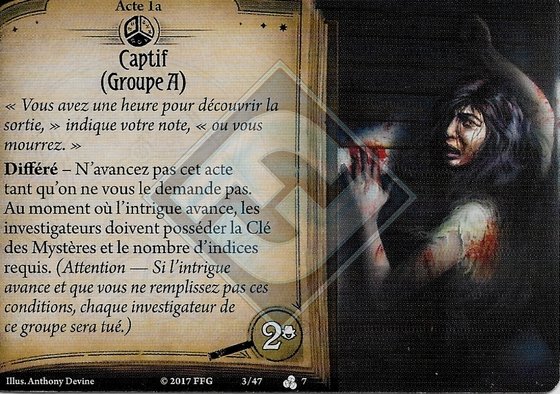 Acte 1a
Captif
(Groupe A)
« Vous avez une heure pour découvrir la
sortie, » indique votre note, « ou vous
mourrez. »
Différé – N'avancez pas cet acte
tant qu'on ne vous le demande pas.
Au moment où l'intrigue avance, les
investigateurs doivent posséder la Clé
des Mystères et le nombre d'indices
requis. (Attention — Si l'intrigue
avance et que vous ne remplissez pas ces
conditions, chaque investigateur de
ce groupe sera tué.)
2
Illus. Anthony Devine © 2017 FFG 3/47 7